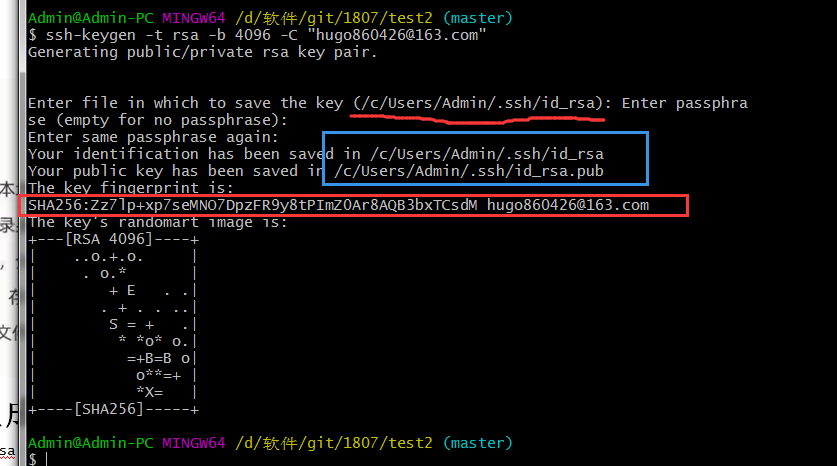 Admin@Admin-PC MINGW64 /d/软件/git/1807/test2 (master)
$ ssh-keygen -t rsa -b 4096 -C "hugo860426@163.com"
Generating public/private rsa key pair.
Enter file in which to save the key (/c/Users/Admin/.ssh/id_rsa): Enter passphra
se (empty for no passphrase):
Enter same passphrase again:
Your identification has been saved in /c/Users/Admin/.ssh/id_rsa
Your public key has been saved in /c/Users/Admin/.ssh/id_rsa.pub
The key fingerprint is:
SHA256:Zz7lp+xp7seMNO7DpzFR9y8tPImZ0Ar8AQB3bxTCsdM hugo860426@163.com
The key's randomart image is:
+---[RSA 4096]----+
|    ..o.+.o.     |
|     . o.*       |
|        + E   . .|
|       . + . . ..|
|        S = +   .|
|         * *o* o.|
|          =+B=B o|
|           o**=+ |
|           *X=   |
+----[SHA256]-----+
Admin@Admin-PC MINGW64 /d/软件/git/1807/test2 (master)
$